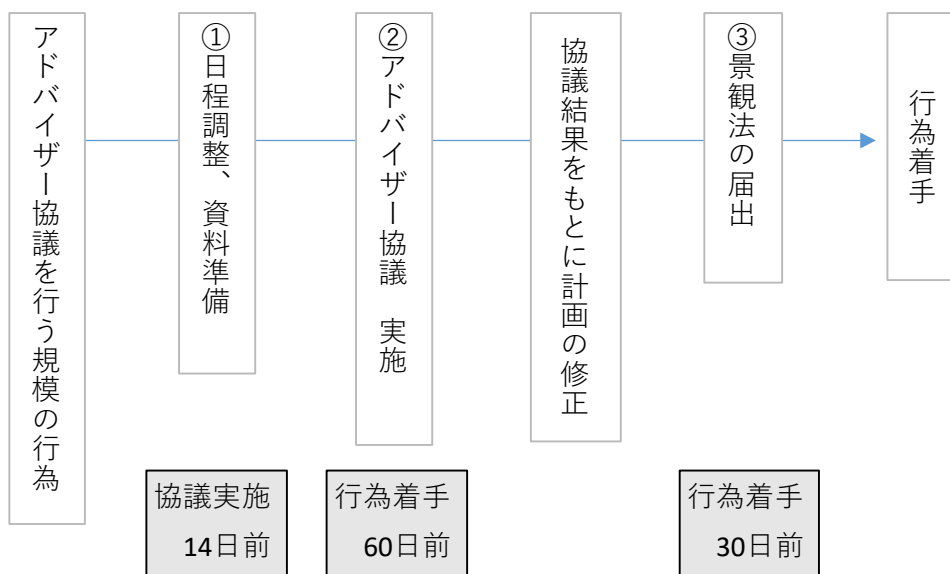 アドバイザー協議を行う規模の行為
①日程調整、資料準備
②アドバイザー協議　実施
協議結果をもとに計画の修正
③景観法の届出
行為着手
協議実施
14日前
行為着手
60日前
行為着手
30日前